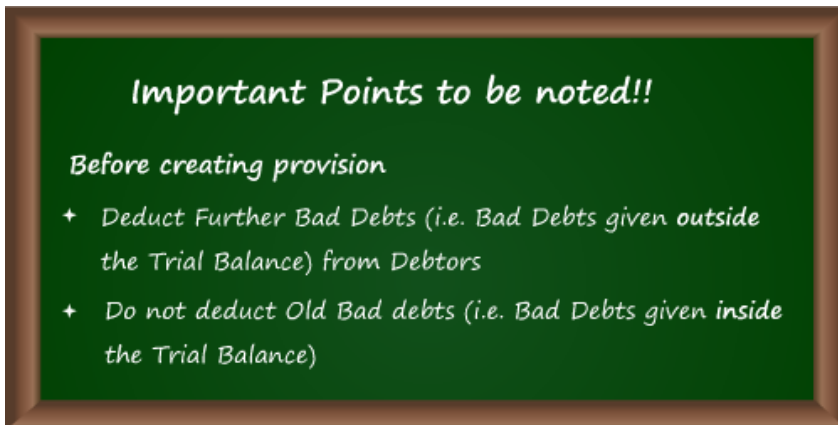 Important Points to be noted!!
Before creating provision
✦ Deduct Further Bad Debts (i.e. Bad Debts given outside
the Trial Balance) from Debtors
✦ Do not deduct Old Bad debts (i.e. Bad Debts given inside
the Trial Balance)